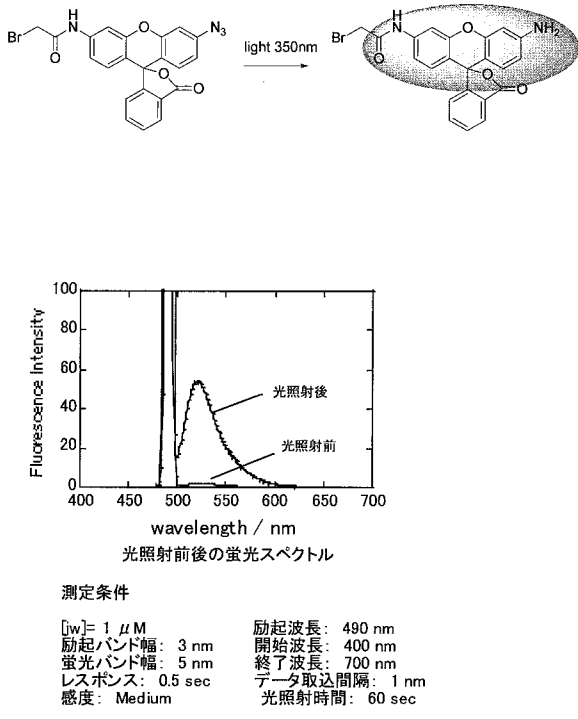 Br
O
H
N
O
N₃
O
O
light 350nm
Br
O
H
N
O
NH₂
O
O
Fluorescence Intensity
100
80
60
40
20
0
光照射後
光照射前
400 450 500 550 600 650 700
wavelength / nm
光照射前後の蛍光スペクトル
測定条件
[jw]= 1 μM 励起波長: 490 nm
励起バンド幅: 3 nm 開始波長: 400 nm
蛍光バンド幅: 5 nm 終了波長: 700 nm
レスポンス: 0.5 sec データ取込間隔: 1 nm
感度: Medium 光照射時間: 60 sec